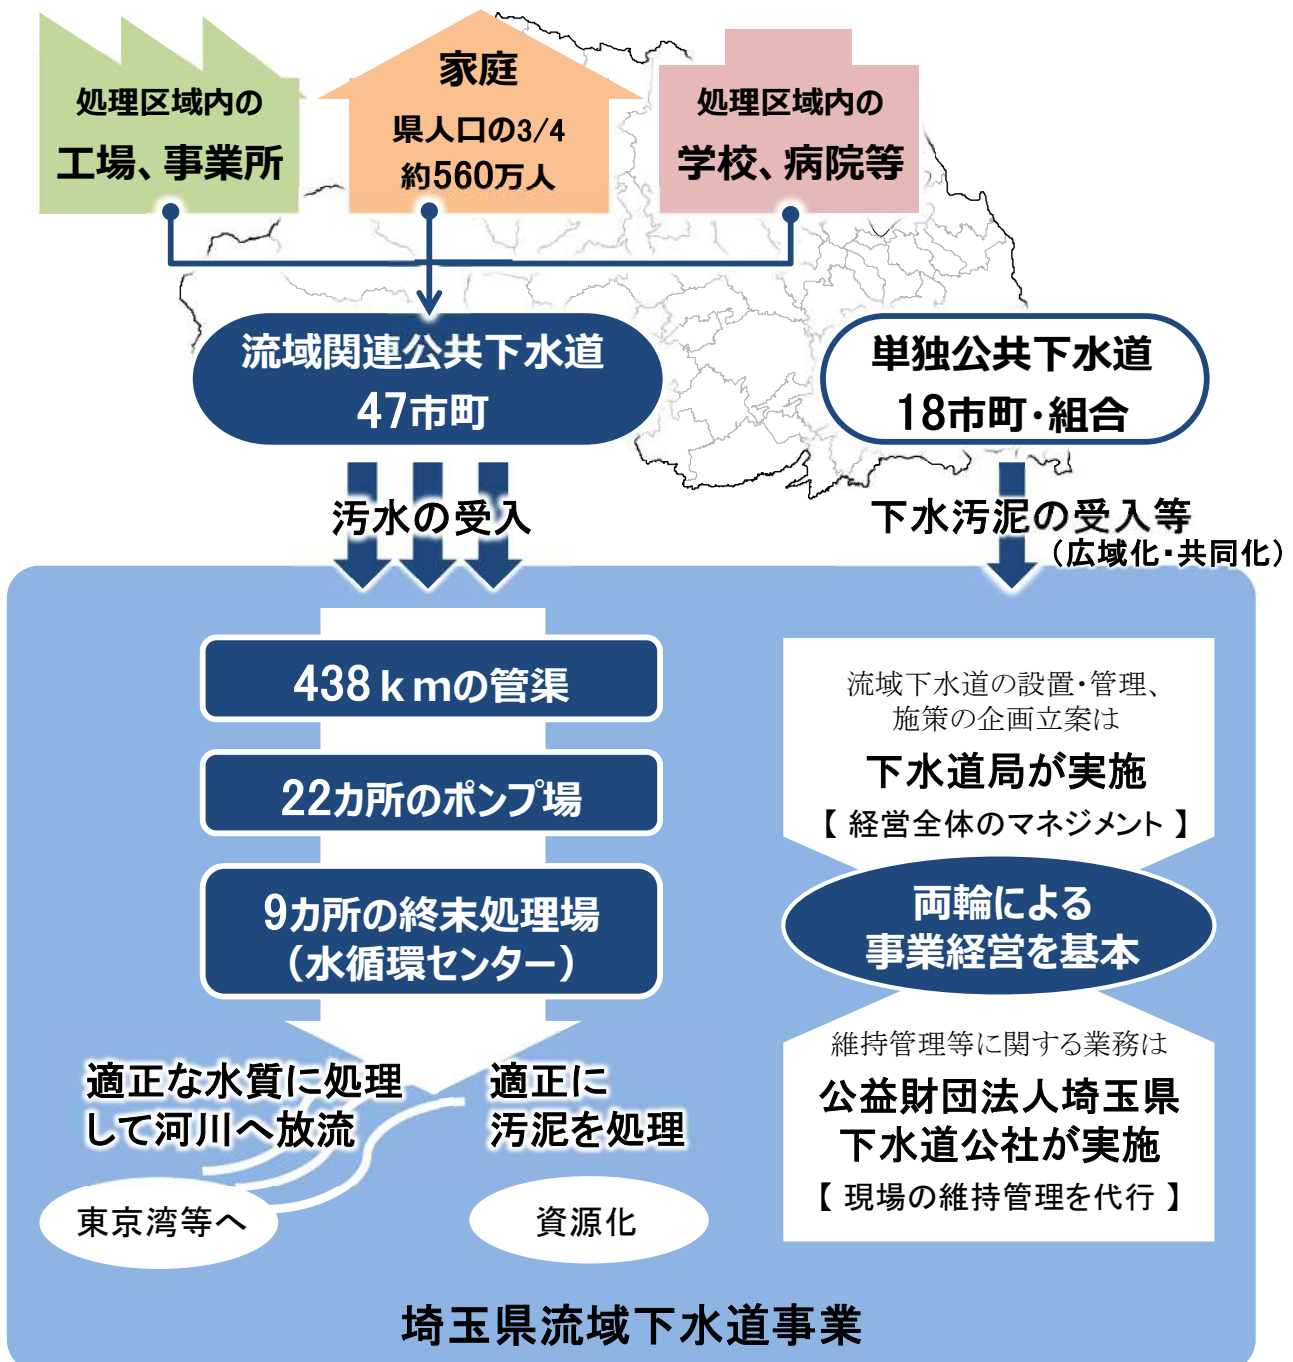 処理区域内の
工場、事業所
家庭
県人口の3/4
約560万人
処理区域内の
学校、病院等
流域関連公共下水道
47市町
単独公共下水道
18市町・組合
汚水の受入
下水汚泥の受入等
（広域化・共同化）
438ｋｍの管渠
22カ所のポンプ場
9カ所の終末処理場
（水循環センター）
適正な水質に処理
して河川へ放流
適正に
汚泥を処理
東京湾等へ
資源化
流域下水道の設置・管理、
施策の企画立案は
下水道局が実施
【 経営全体のマネジメント 】
両輪による
事業経営を基本
維持管理等に関する業務は
公益財団法人埼玉県
下水道公社が実施
【 現場の維持管理を代行 】
埼玉県流域下水道事業